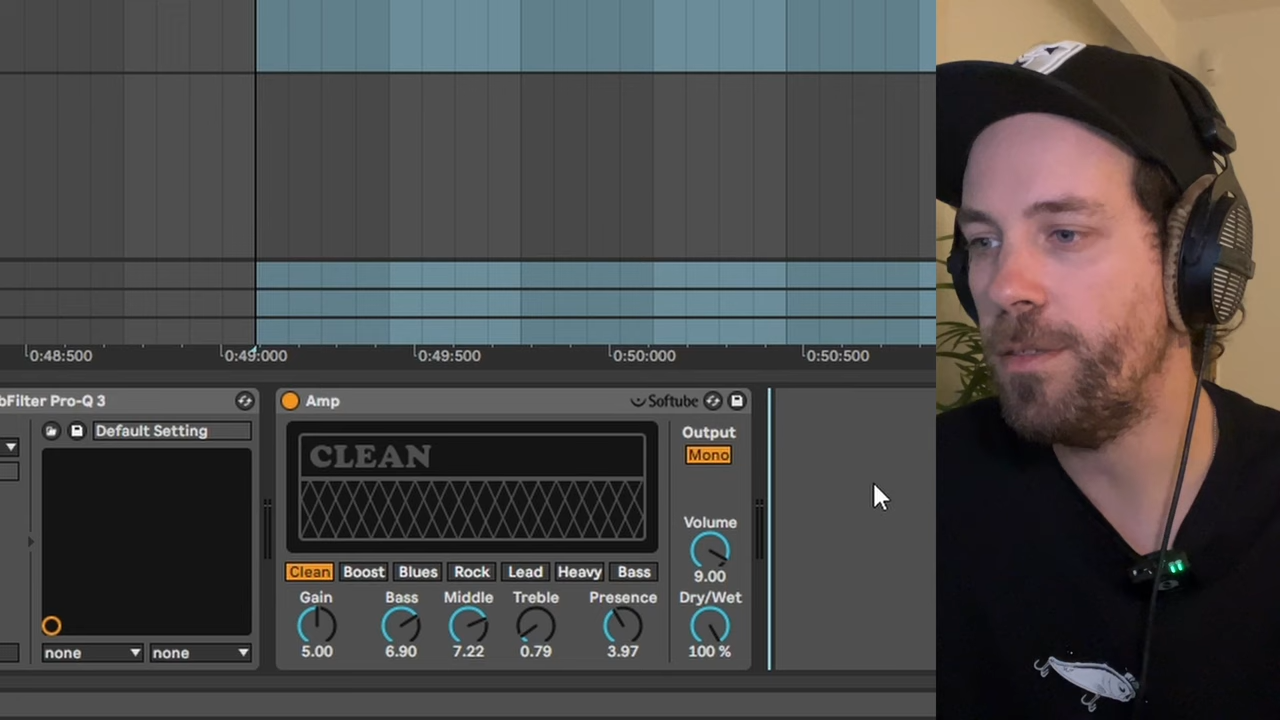 0:48:500 0:49:000 0:49:500 0:50:000 0:50:500
bFilter Pro-Q 3
Default Setting
none none
Amp Softube
CLEAN
Output
Mono
Volume
9.00
Clean Boost Blues Rock Lead Heavy Bass
Gain Bass Middle Treble Presence Dry/Wet
5.00 6.90 7.22 0.79 3.97 100 %